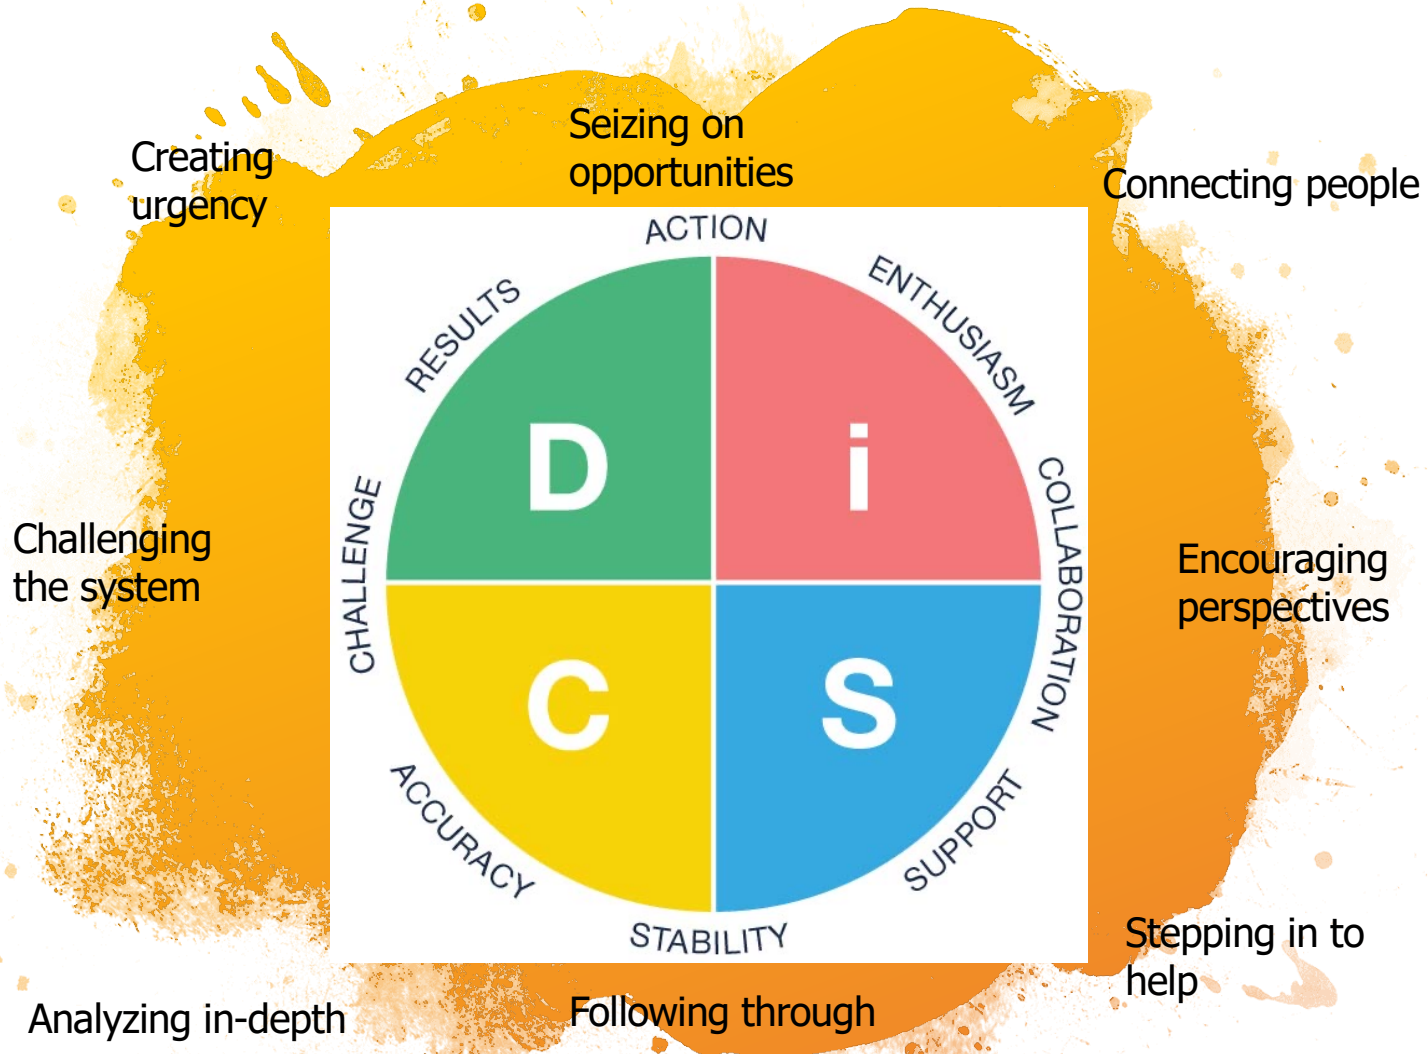 Seizing on
opportunities
Creating
urgency
Connecting people
ACTION
RESULTS
ENTHUSIASM
D
i
CHALLENGE
COLLABORATION
Challenging
the system
Encouraging
perspectives
C
S
ACCURACY
SUPPORT
STABILITY
Stepping in to
help
Analyzing in-depth
Following through